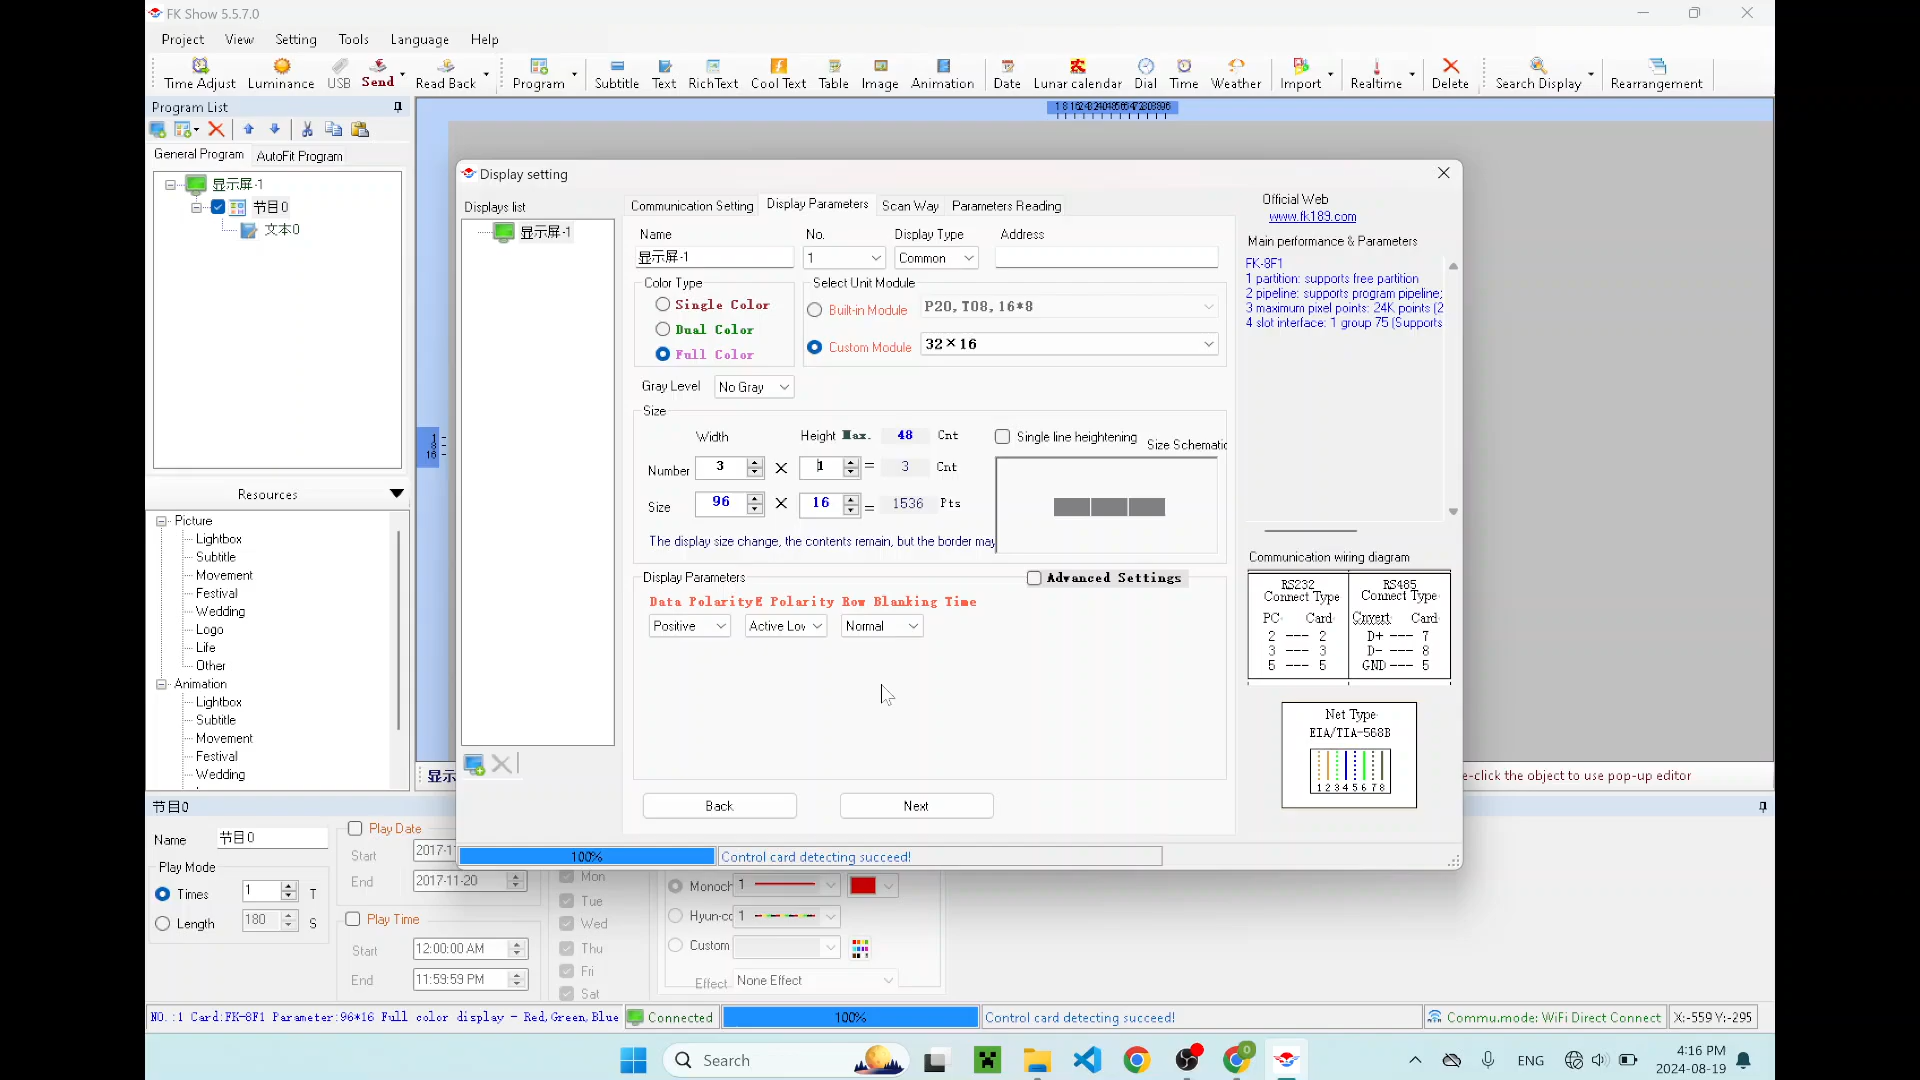 FK Show 5.5.7.0
Project View Setting Tools Language Help
Time Adjust Luminance USB Send Read Back Program Subtitle Text RichText Cool Text Table Image Animation Date Lunar calendar Dial Time Weather Import Realtime Delete Search Display Rearrangement
Program List
General Program AutoFit Program
显示屏-1
节目0
文本0
Resources
Picture
Lightbox
Subtitle
Movement
Festival
Wedding
Logo
Life
Other
Animation
Lightbox
Subtitle
Movement
Festival
Wedding
1
8
16
Display setting
Displays list
显示屏-1
Communication Setting Display Parameters Scan Way Parameters Reading
Name No. Display Type Address
显示屏-1 1 Common
Color Type
Single Color
Dual Color
Full Color
Select Unit Module
Built-in Module P20,T08,16*8
Custom Module 32×16
Gray Level No Gray
Size
Width Height Max. 48 Cnt
Single line heightening Size Schematic
Number 3 X 1 = 3 Cnt
Size 96 X 16 = 1536 Pts
The display size change, the contents remain, but the border may
Display Parameters Advanced Settings
Data Polarity E Polarity Row Blanking Time
Positive Active Lov Normal
Back Next
100% Control card detecting succeed!
Official Web
www.fk189.com
Main performance & Parameters
FK-8F1
1 partition: supports free partition
2 pipeline: supports program pipeline;
3 maximum pixel points: 24K points (2
4 slot interface: 1 group 75 (Supports
Communication wiring diagram
RS232 RS485
Connect Type Connect Type
PC Card Cnvert Card
2 --- 2 D+ --- 7
3 --- 3 D- --- 8
5 --- 5 GND --- 5
Net Type
EIA/TIA-568B
1 2 3 4 5 6 7 8
显示
e-click the object to use pop-up editor
节目0
Name 节目0
Play Mode
Times 1 T
Length 180 S
Play Date
Start 2017-11
End 2017-11-20
Play Time
Start 12:00:00 AM
End 11:59:59 PM
Mon
Tue
Wed
Thu
Fri
Sat
Monoch 1
Hyun-co 1
Custom
Effect None Effect
NO.:1 Card:FK-8F1 Parameter:96*16 Full color display - Red,Green,Blue Connected 100% Control card detecting succeed! Commu.mode: WiFi Direct Connect X:-559 Y:-295
Search
0
ENG
4:16 PM
2024-08-19